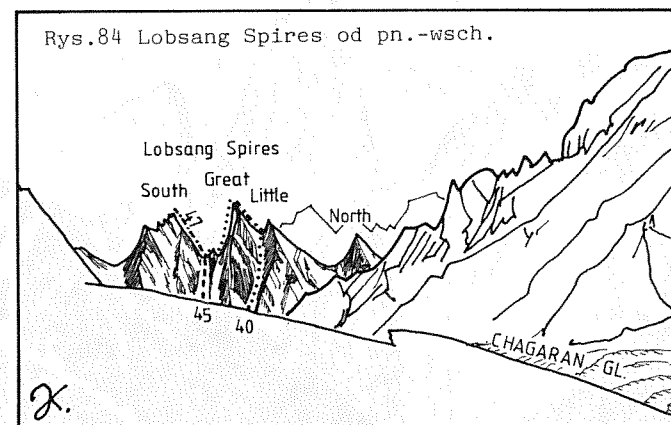 Rys.84 Lobsang Spires od pn.-wsch.
Lobsang Spires
South Great Little
North
47
45 40
CHAGARAN GL.